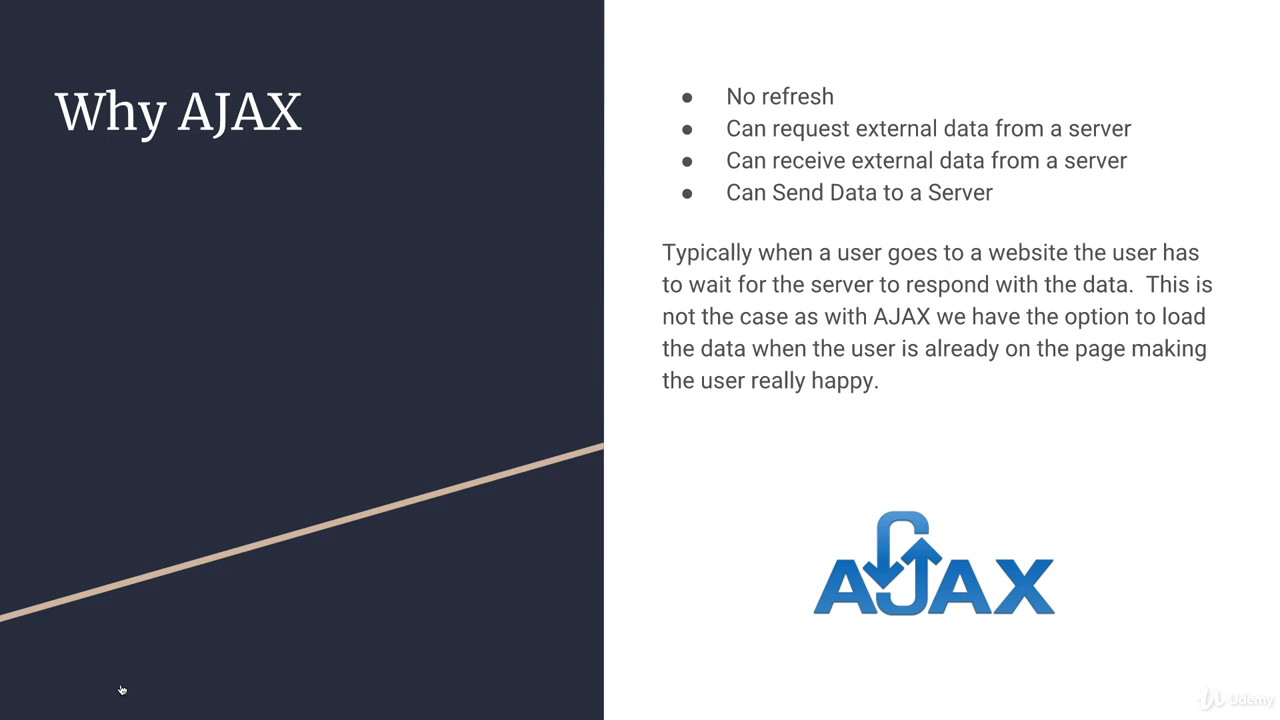 Why AJAX
● No refresh
● Can request external data from a server
● Can receive external data from a server
● Can Send Data to a Server
Typically when a user goes to a website the user has
to wait for the server to respond with the data.  This is
not the case as with AJAX we have the option to load
the data when the user is already on the page making
the user really happy.
AJAX
Udemy